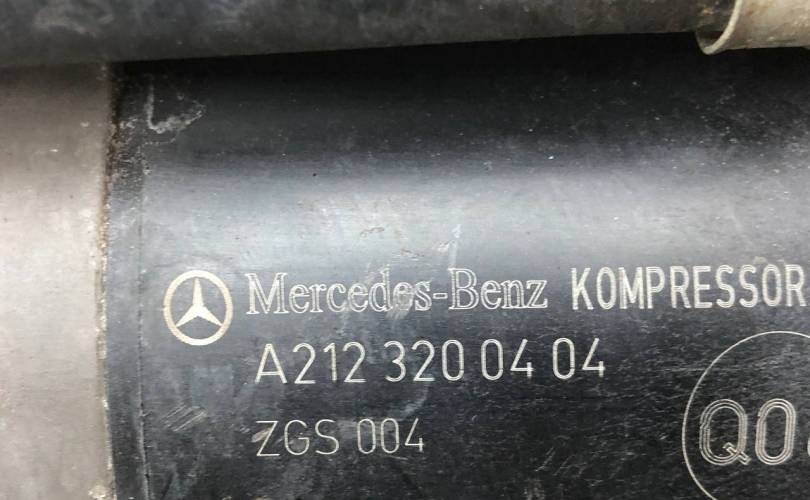 Mercedes-Benz KOMPRESSOR
A212 320 04 04
ZGS 004